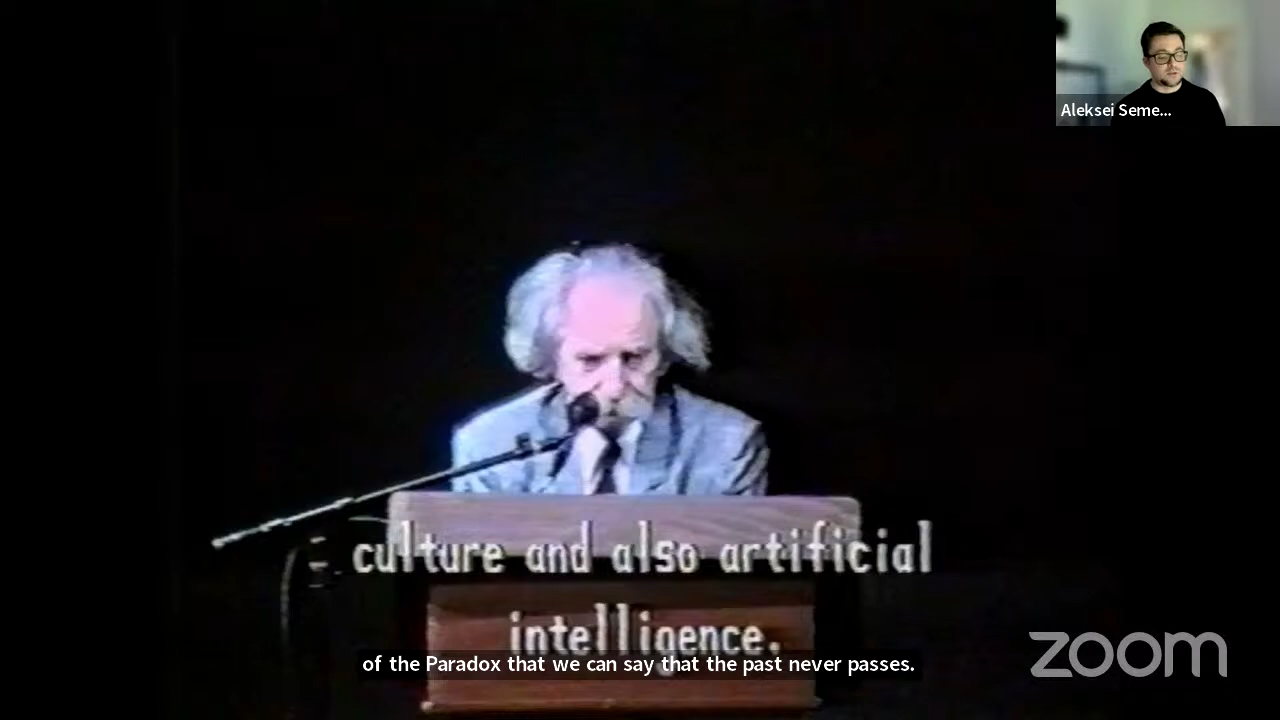 Aleksei Seme...
culture and also artificial
intelligence.
of the Paradox that we can say that the past never passes.
zoom